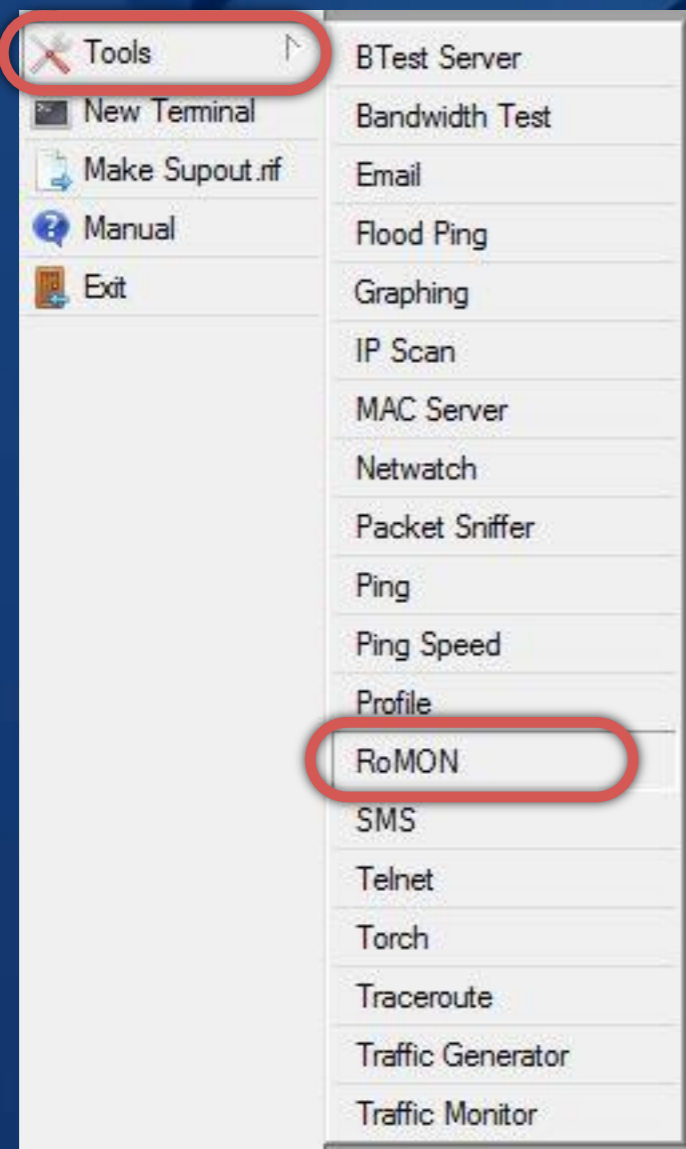 Tools
New Terminal
Make Supout.rif
Manual
Exit
BTest Server
Bandwidth Test
Email
Flood Ping
Graphing
IP Scan
MAC Server
Netwatch
Packet Sniffer
Ping
Ping Speed
Profile
RoMON
SMS
Telnet
Torch
Traceroute
Traffic Generator
Traffic Monitor